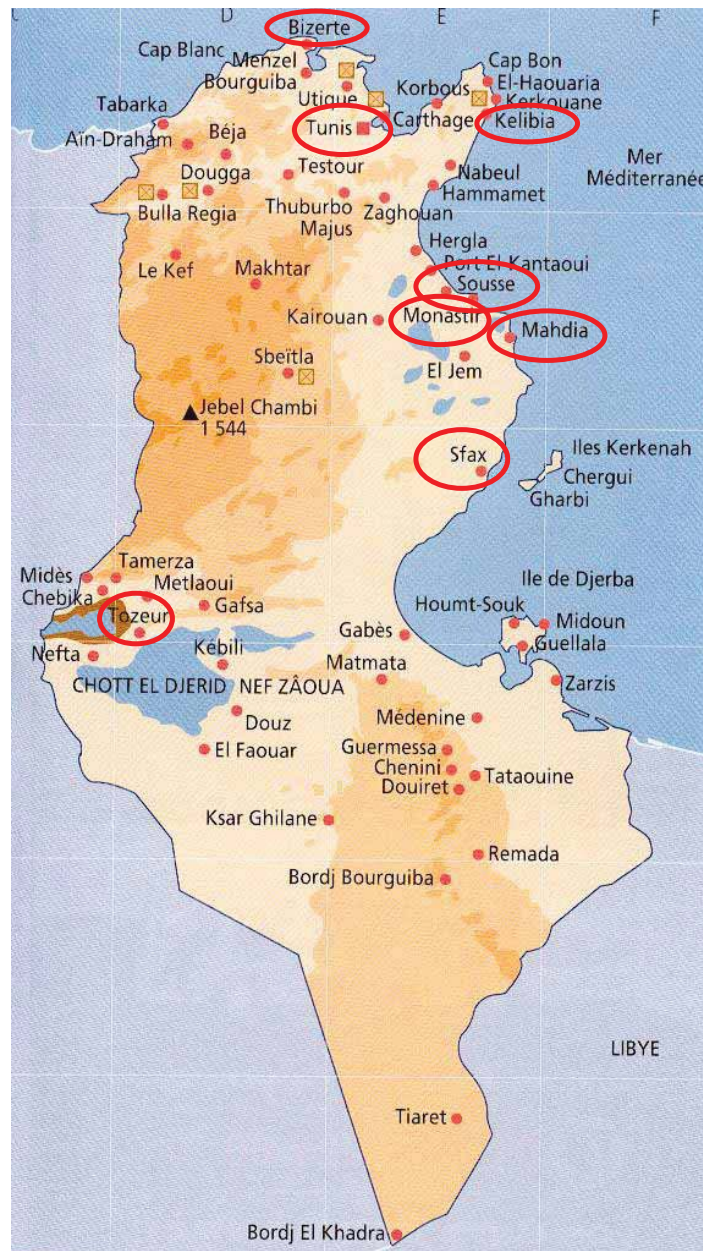 C
D
E
F
Bizerte
Cap Blanc
Menzel
Bourguiba
Utique
Cap Bon
El-Haouaria
Korbous
Kerkouane
Tabarka
Tunis
Carthage
Kelibia
Aïn-Draham
Béja
Mer
Méditerranée
Testour
Nabeul
Dougga
Hammamet
Bulla Regia
Thuburbo
Majus
Zaghouan
Hergla
Le Kef
Makhtar
Port El Kantaoui
Sousse
Kairouan
Monastir
Mahdia
Sbeïtla
El Jem
Jebel Chambi
1 544
Sfax
Iles Kerkenah
Chergui
Gharbi
Midès
Tamerza
Metlaoui
Chebika
Ile de Djerba
Tozeur
Gafsa
Houmt-Souk
Midoun
Gabès
Guellala
Nefta
Kébili
Matmata
CHOTT EL DJERID
NEF ZÂOUA
Zarzis
Douz
Médenine
El Faouar
Guermessa
Chenini
Tataouine
Douiret
Ksar Ghilane
Remada
Bordj Bourguiba
LIBYE
Tiaret
Bordj El Khadra